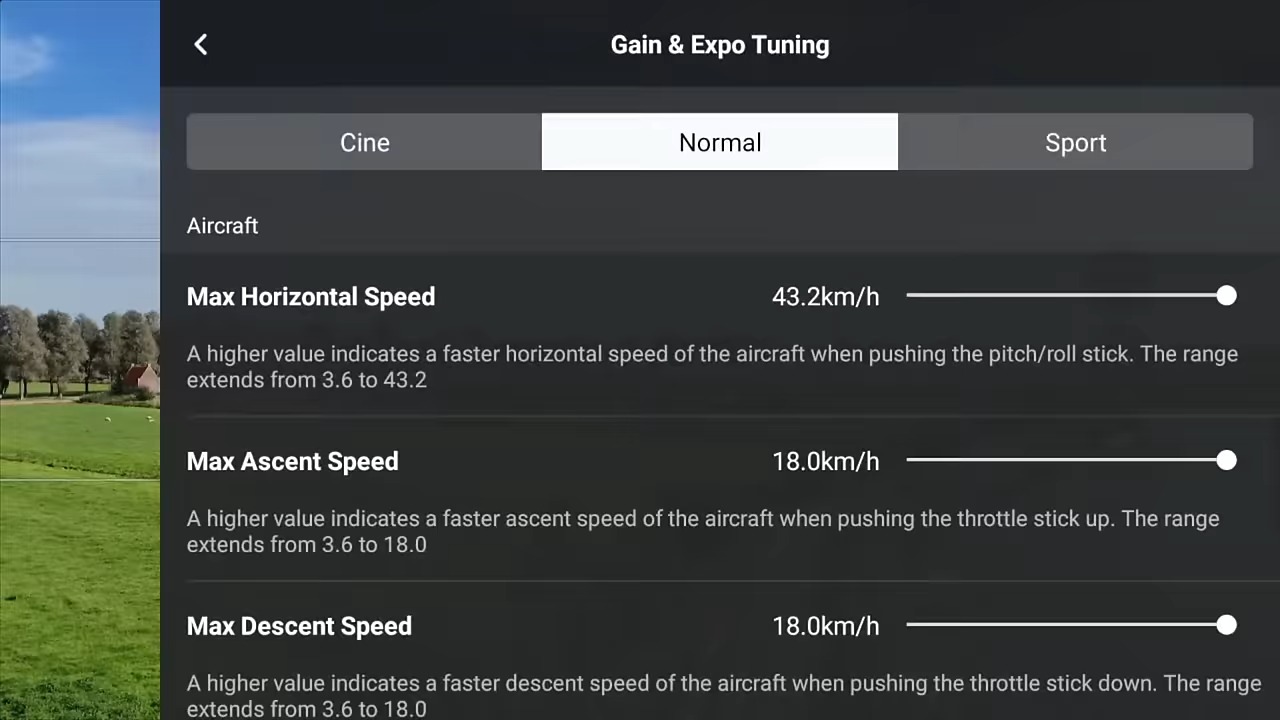 Gain & Expo Tuning
Cine
Normal
Sport
Aircraft
Max Horizontal Speed
43.2km/h
A higher value indicates a faster horizontal speed of the aircraft when pushing the pitch/roll stick. The range
extends from 3.6 to 43.2
Max Ascent Speed
18.0km/h
A higher value indicates a faster ascent speed of the aircraft when pushing the throttle stick up. The range
extends from 3.6 to 18.0
Max Descent Speed
18.0km/h
A higher value indicates a faster descent speed of the aircraft when pushing the throttle stick down. The range
extends from 3.6 to 18.0